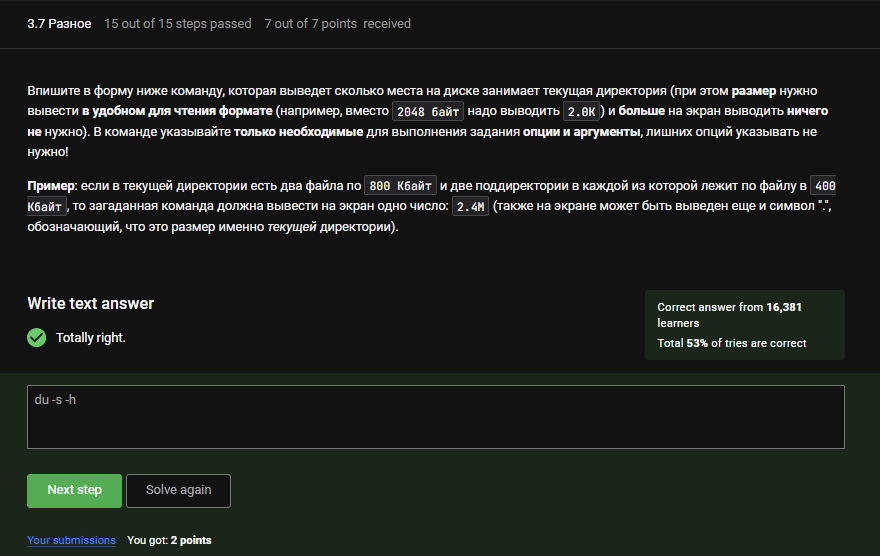 3.7 Разное 15 out of 15 steps passed 7 out of 7 points received
Впишите в форму ниже команду, которая выведет сколько места на диске занимает текущая директория (при этом размер нужно
вывести в удобном для чтения формате (например, вместо 2048 байт надо выводить 2.0K) и больше на экран выводить ничего
не нужно). В команде указывайте только необходимые для выполнения задания опции и аргументы, лишних опций указывать не
нужно!
Пример: если в текущей директории есть два файла по 800 Кбайт и две поддиректории в каждой из которой лежит по файлу в 400
Кбайт, то загаданная команда должна вывести на экран одно число: 2.4M (также на экране может быть выведен еще и символ ".",
обозначающий, что это размер именно текущей директории).
Write text answer
Totally right.
Correct answer from 16,381
learners
Total 53% of tries are correct
du -s -h
Next step Solve again
Your submissions You got: 2 points